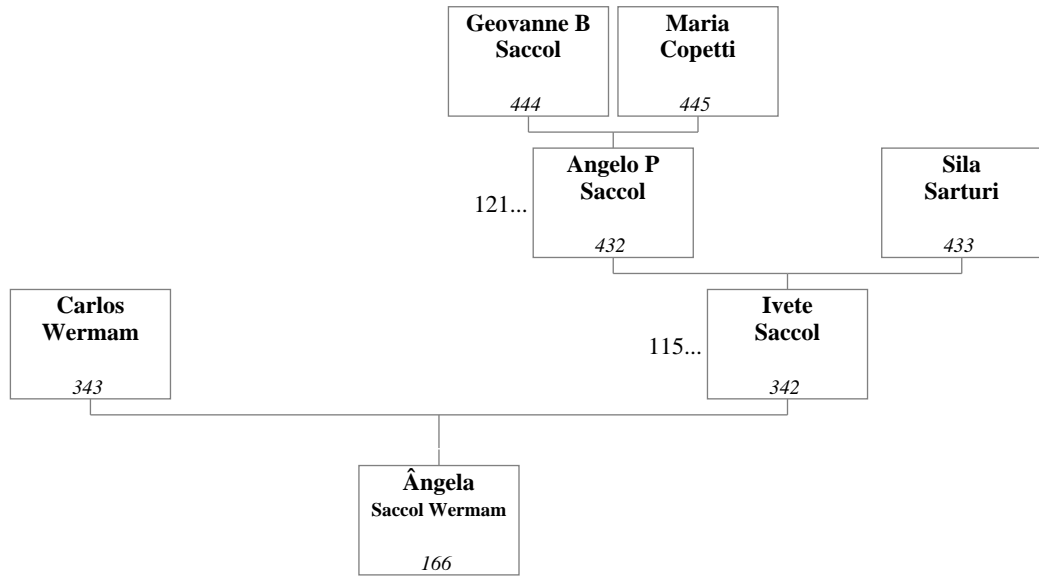 Geovanne B
Saccol
444
Maria
Copetti
445
121...
Angelo P
Saccol
432
Sila
Sarturi
433
Carlos
Wermam
343
115...
Ivete
Saccol
342
Ângela
Saccol Wermam
166